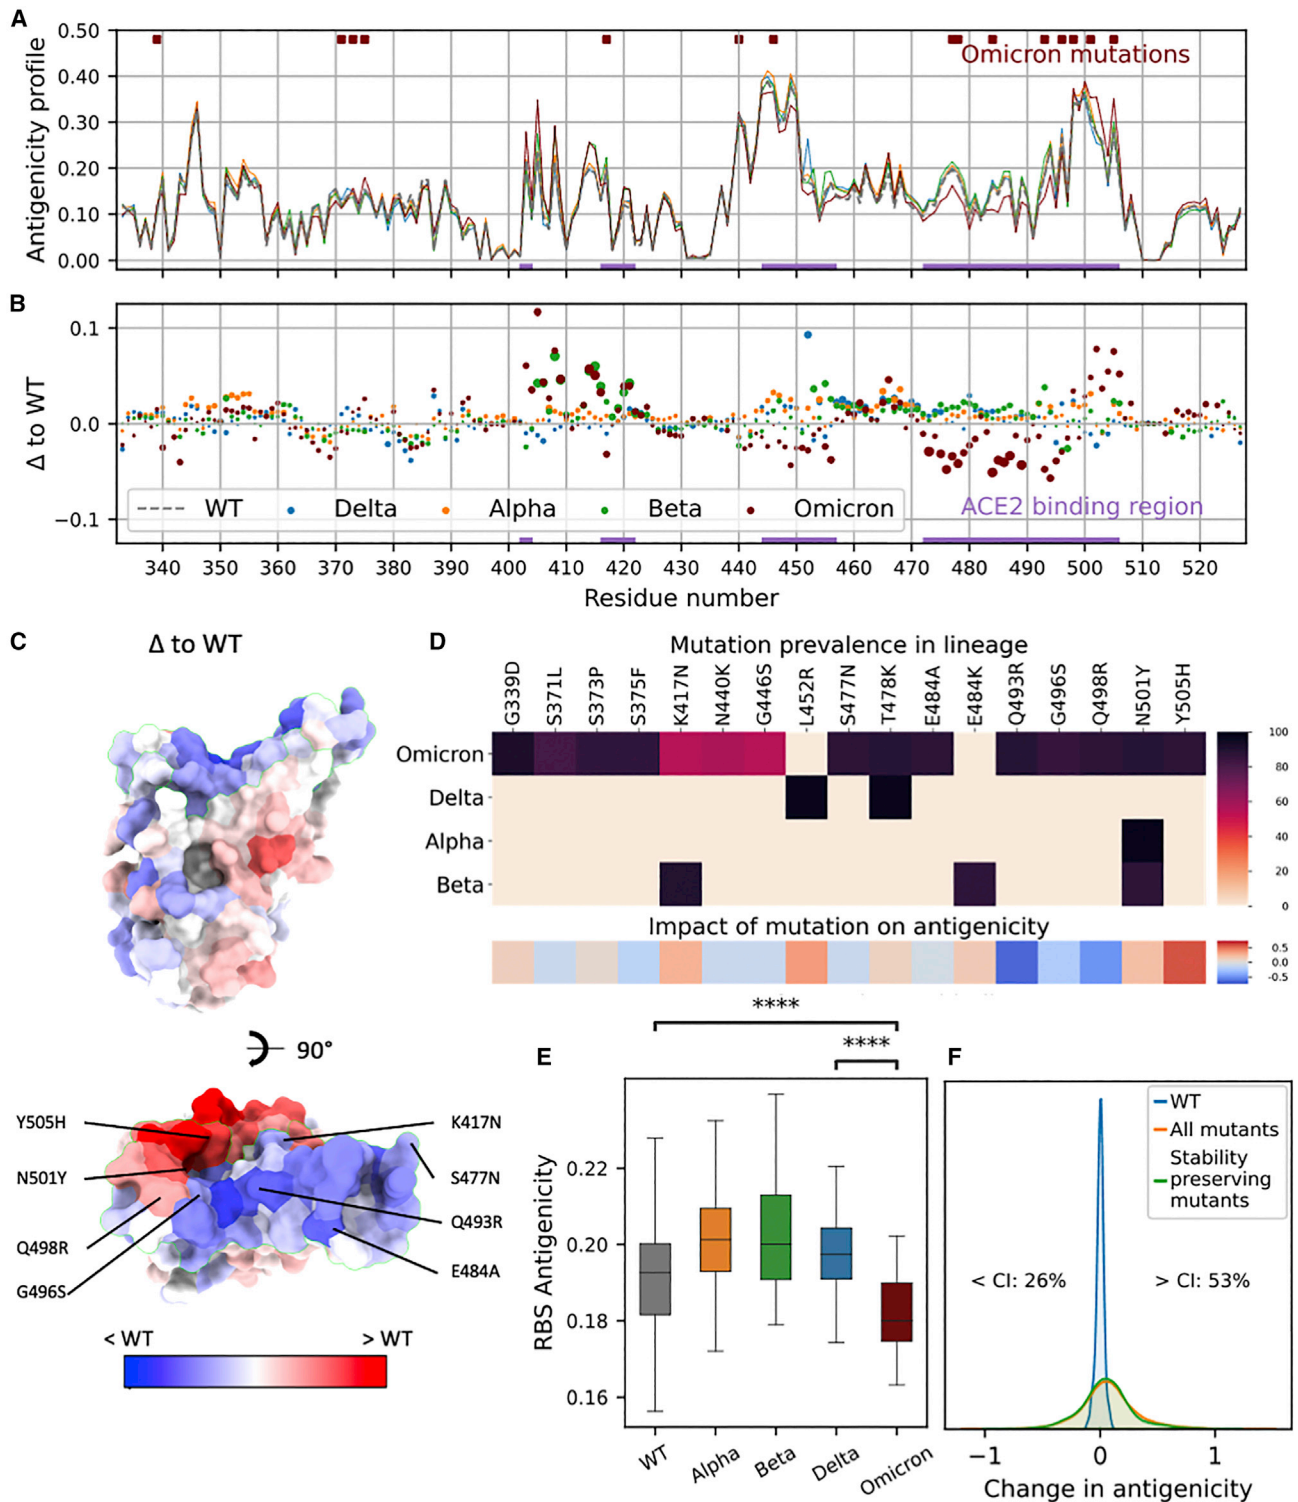 A
Antigenicity profile
0.50
0.40
0.30
0.20
0.10
0.00
Omicron mutations
B
Δ to WT
0.1
0.0
−0.1
WT
Delta
Alpha
Beta
Omicron
ACE2 binding region
340 350 360 370 380 390 400 410 420 430 440 450 460 470 480 490 500 510 520
Residue number
C
Δ to WT
90°
Y505H
N501Y
Q498R
G496S
K417N
S477N
Q493R
E484A
< WT
> WT
D
Mutation prevalence in lineage
G339D S371L S373P S375F K417N N440K G446S L452R S477N T478K E484A E484K Q493R G496S Q498R N501Y Y505H
Omicron
Delta
Alpha
Beta
100
80
60
40
20
0
Impact of mutation on antigenicity
0.5
0.0
-0.5
****
****
E
RBS Antigenicity
0.22
0.20
0.18
0.16
WT Alpha Beta Delta Omicron
F
WT
All mutants
Stability
preserving
mutants
< CI: 26%
> CI: 53%
−1 0 1
Change in antigenicity